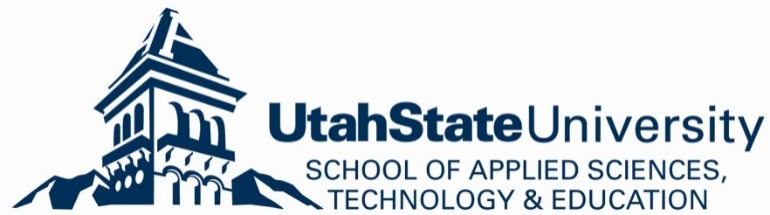 UtahStateUniversity
SCHOOL OF APPLIED SCIENCES,
TECHNOLOGY & EDUCATION